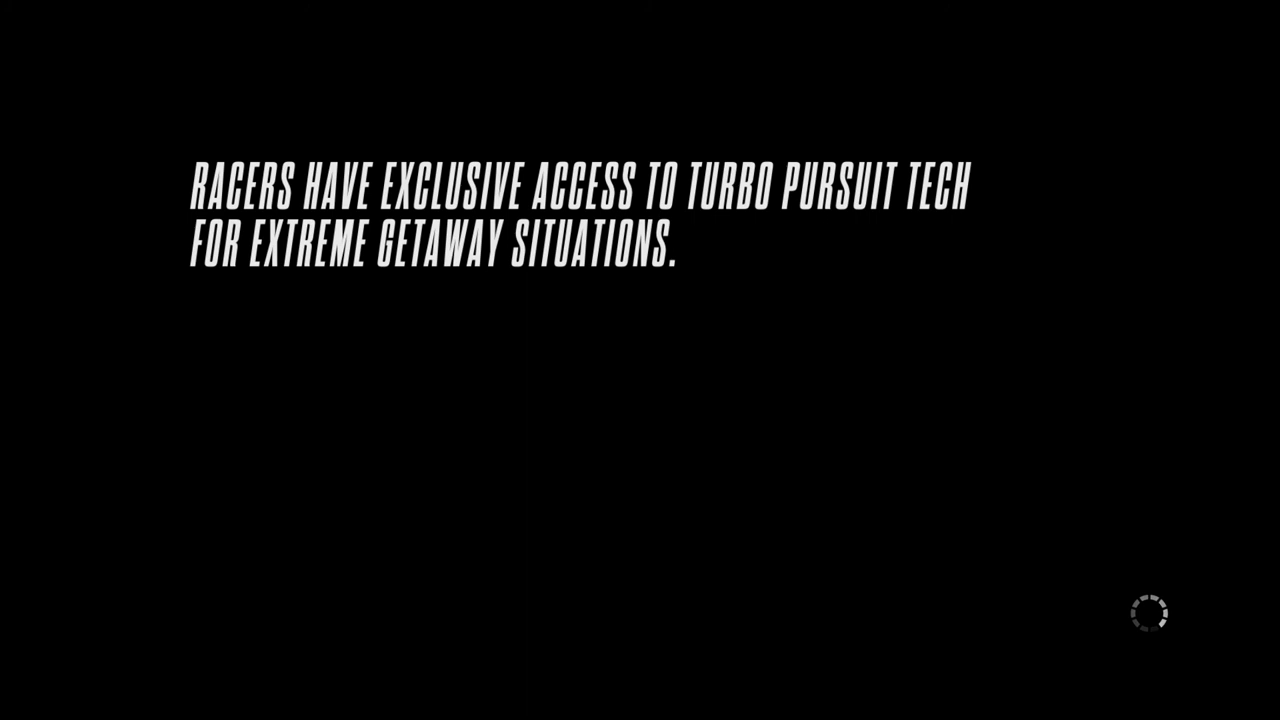 RACERS HAVE EXCLUSIVE ACCESS TO TURBO PURSUIT TECH
FOR EXTREME GETAWAY SITUATIONS.